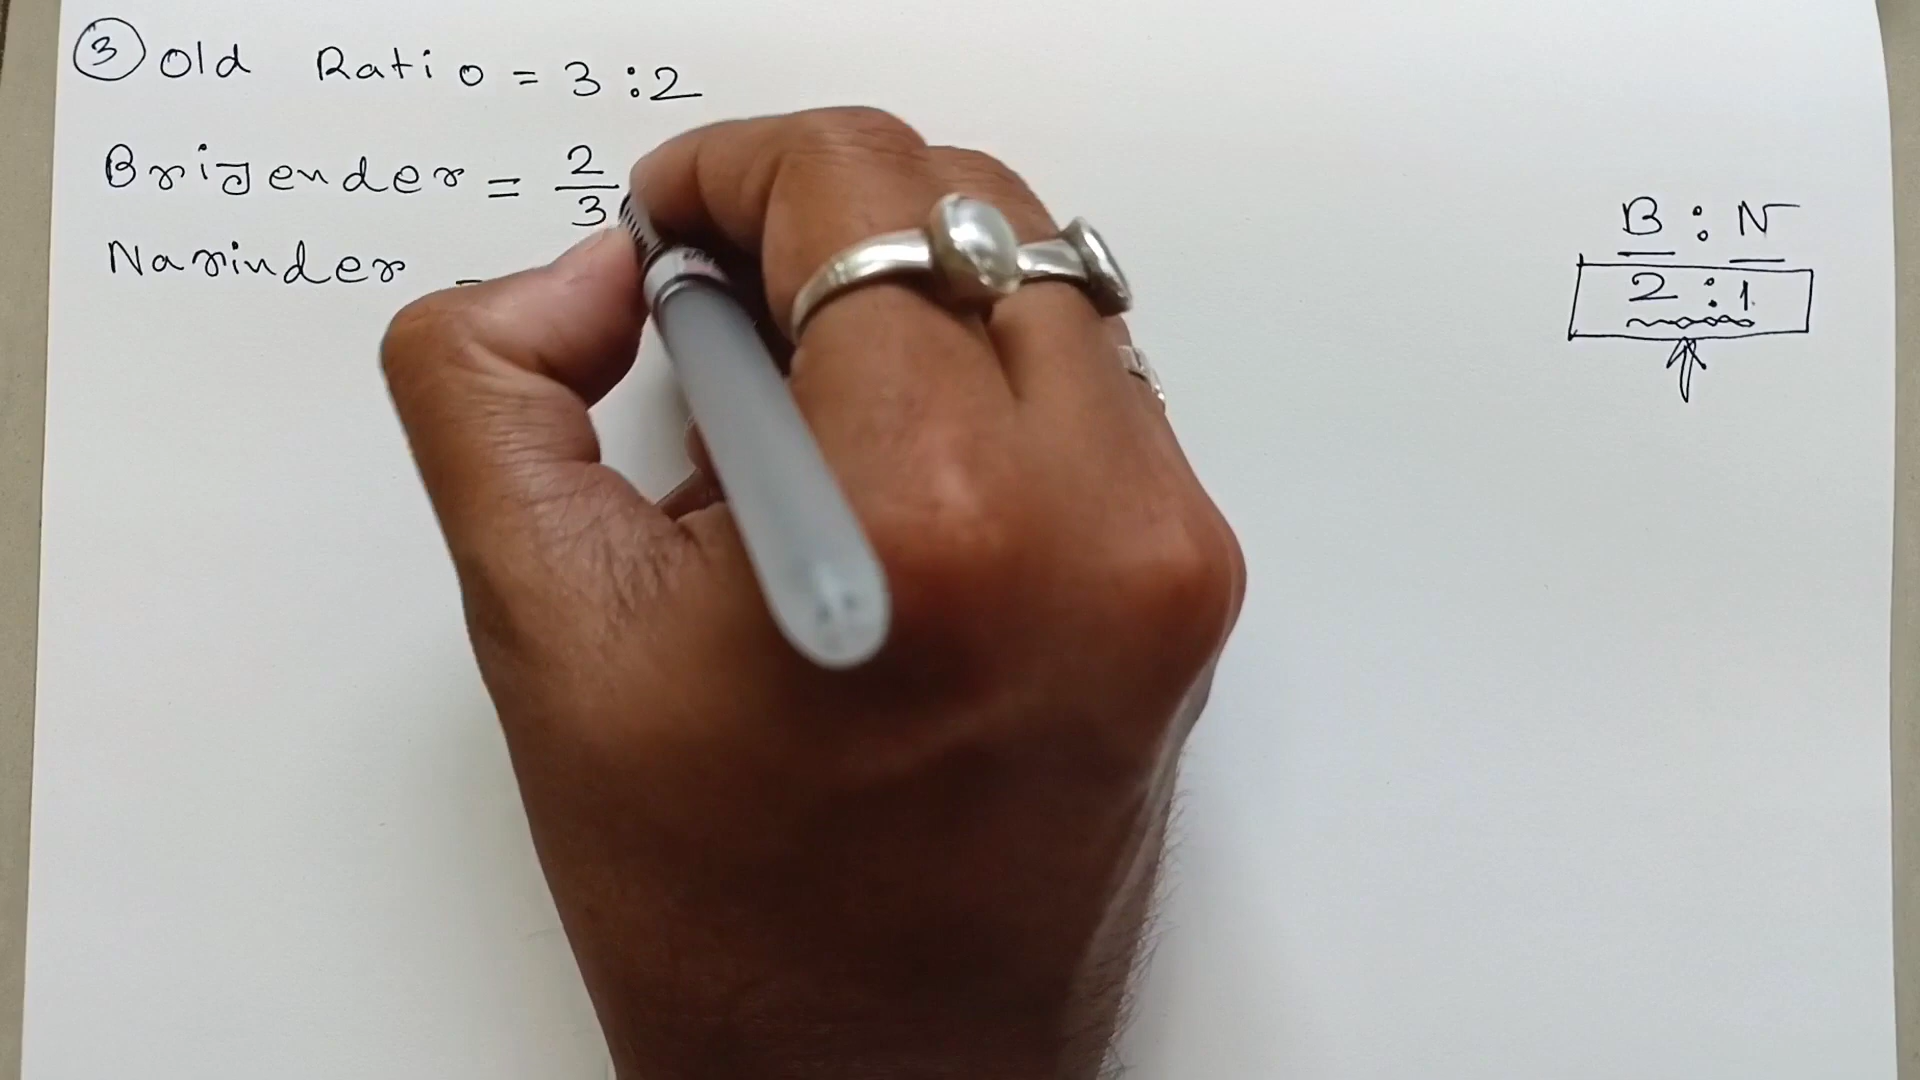 ③ Old Ratio = 3:2
Brijender = 2/3
Narinder =
B : N
2 : 1